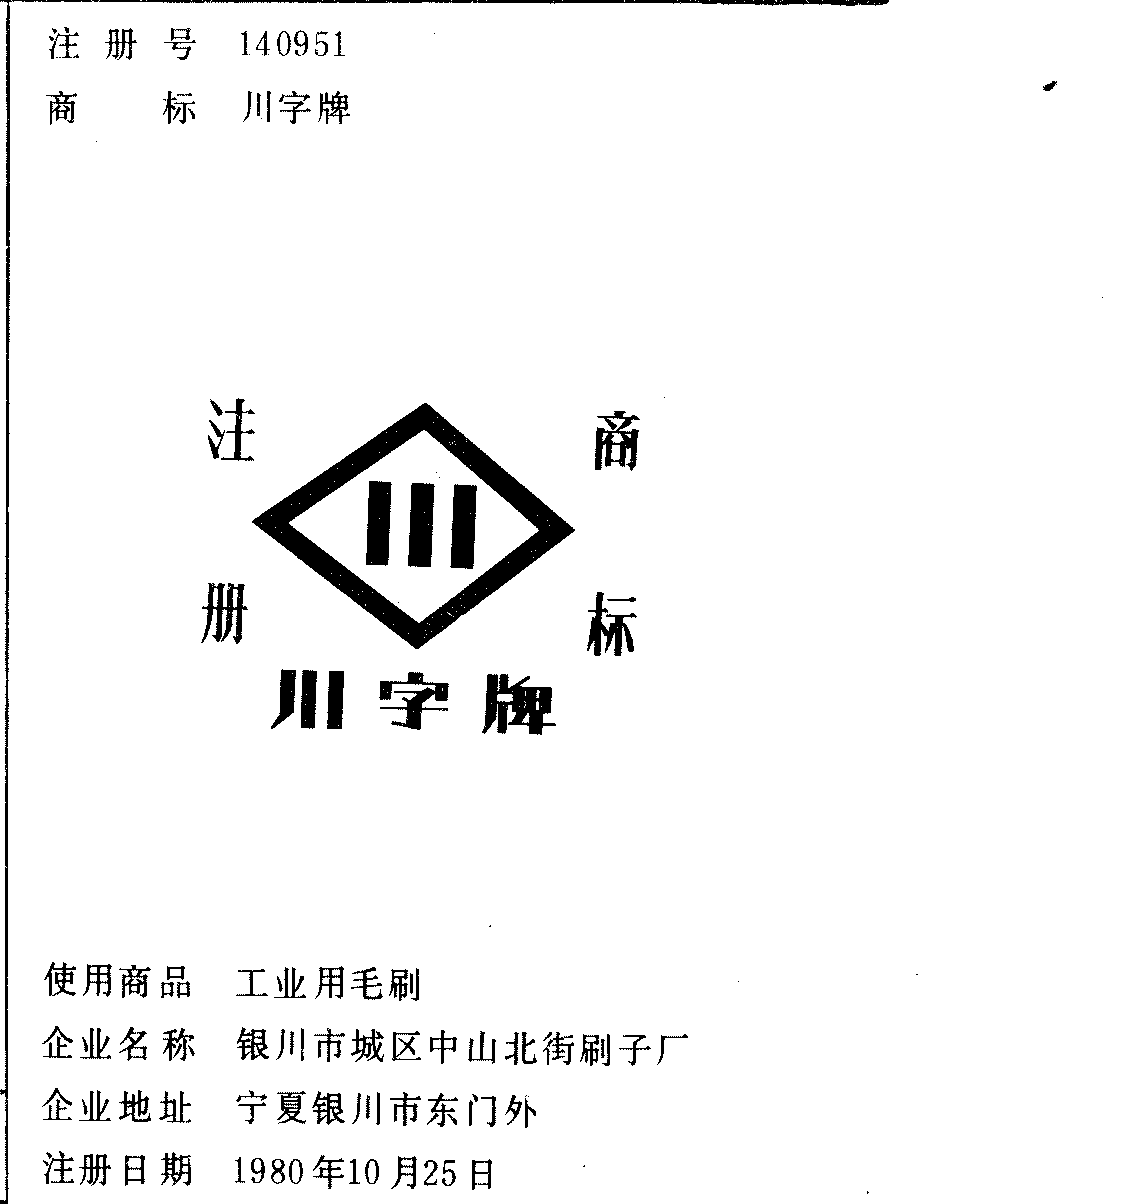 注册号 140951
商标 川字牌
注 商
册 标
川字牌
使用商品 工业用毛刷
企业名称 银川市城区中山北街刷子厂
企业地址 宁夏银川市东门外
注册日期 1980年10月25日